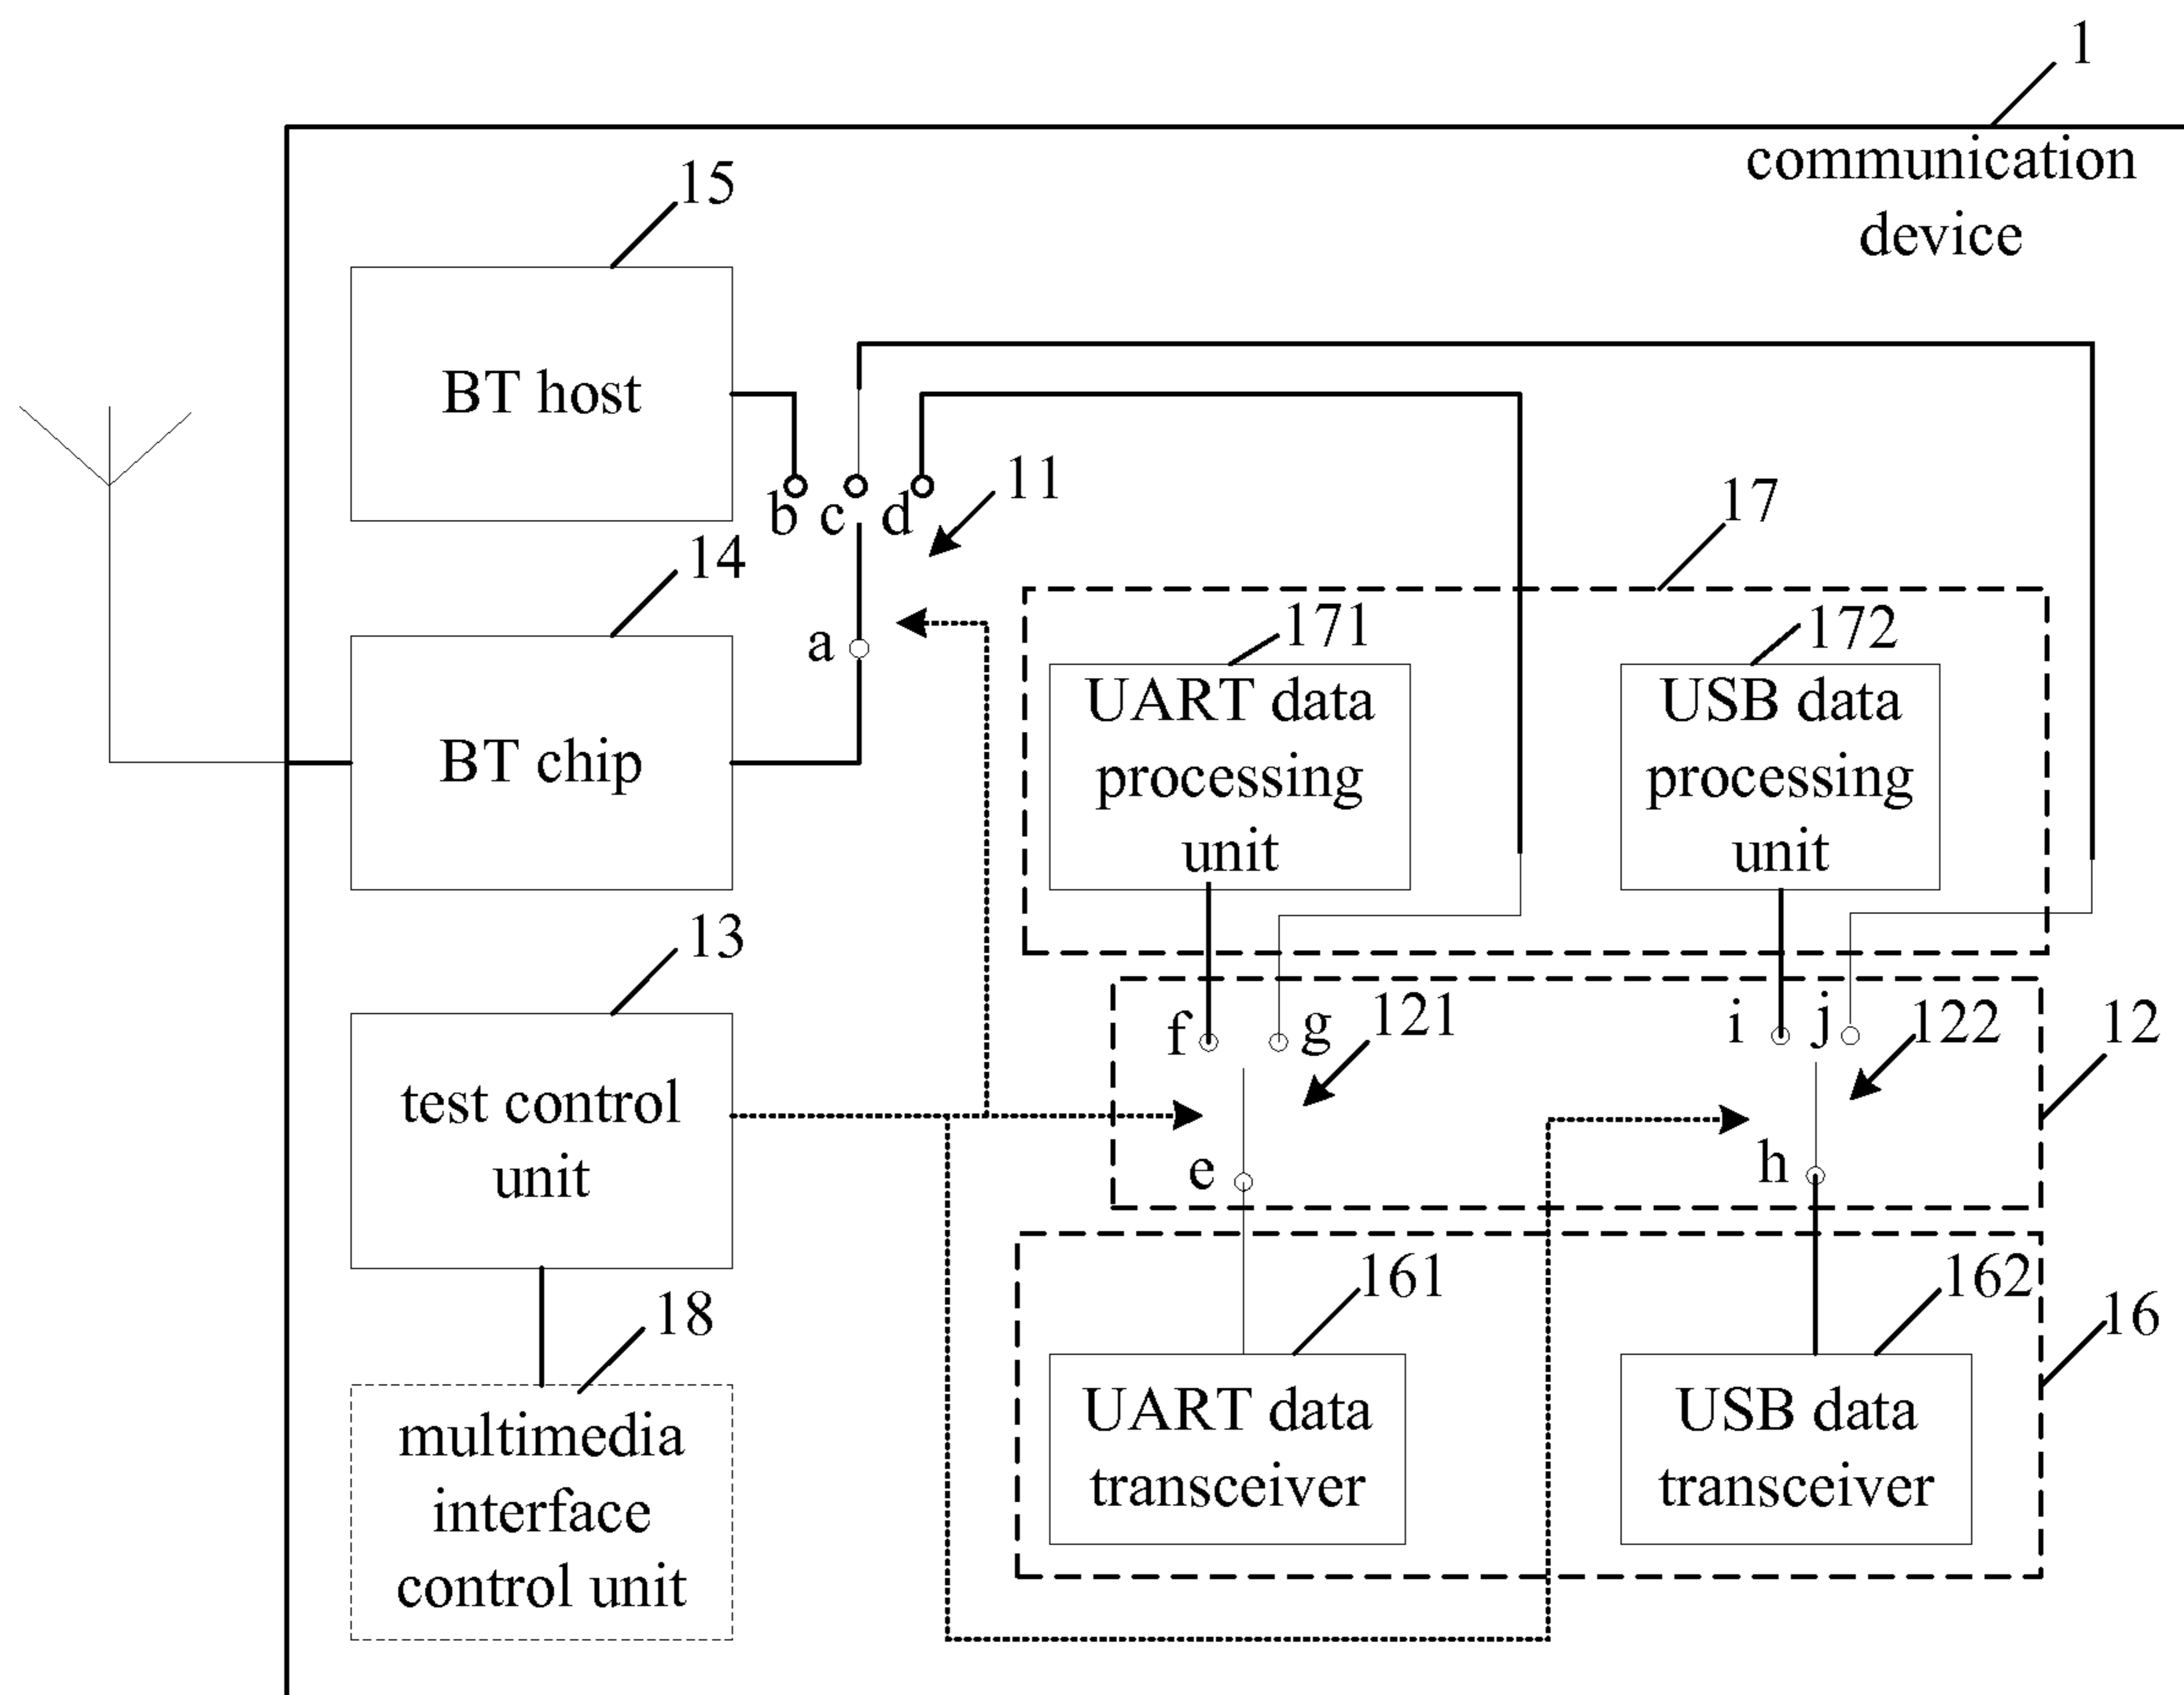 1
communication
device
15
BT host
b
c
d
11
17
14
171
172
a
UART data
processing
unit
USB data
processing
unit
BT chip
13
f
g
121
i
j
122
12
test control
unit
e
h
161
162
16
18
UART data
transceiver
USB data
transceiver
multimedia
interface
control unit